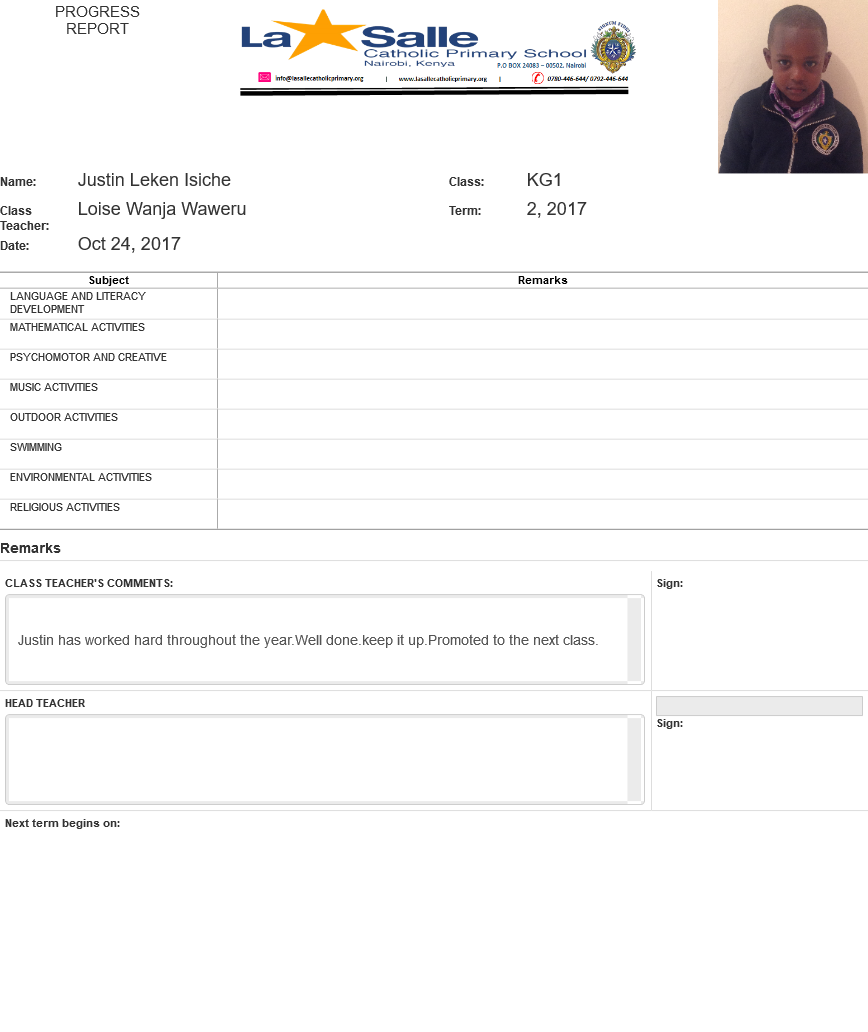 PROGRESS
REPORT
La Salle
Catholic Primary School
Nairobi, Kenya
P.O BOX 24083 – 00502, Nairobi
info@lasallecatholicprimary.org | www.lasallecatholicprimary.org | 0780-446-644/ 0792-446-644
Name: Justin Leken Isiche Class: KG1
Class Teacher: Loise Wanja Waweru Term: 2, 2017
Date: Oct 24, 2017
Subject Remarks
LANGUAGE AND LITERACY
DEVELOPMENT
MATHEMATICAL ACTIVITIES
PSYCHOMOTOR AND CREATIVE
MUSIC ACTIVITIES
OUTDOOR ACTIVITIES
SWIMMING
ENVIRONMENTAL ACTIVITIES
RELIGIOUS ACTIVITIES
Remarks
CLASS TEACHER'S COMMENTS: Sign:
Justin has worked hard throughout the year.Well done.keep it up.Promoted to the next class.
HEAD TEACHER
Sign:
Next term begins on: